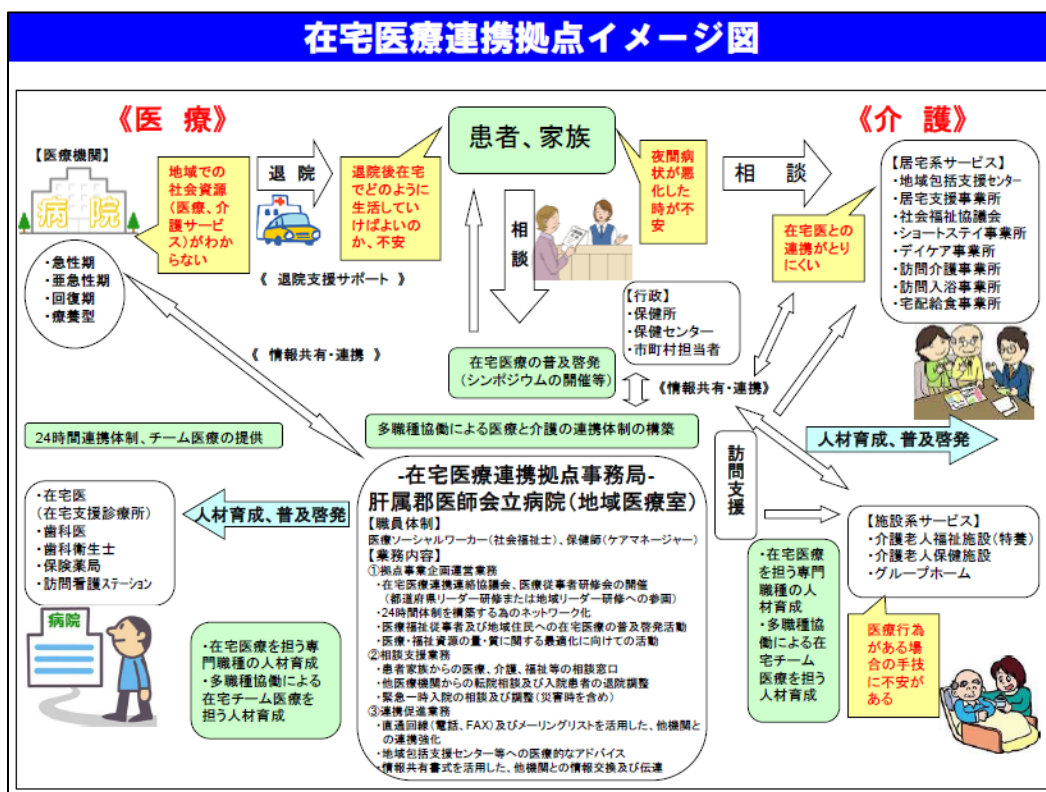 在宅医療連携拠点イメージ図
《医 療》
【医療機関】
病 院
・急性期
・亜急性期
・回復期
・療養型
地域での
社会資源
(医療、介
護サービ
ス)がわか
らない
退 院
退院後在宅
でどのように
生活してい
けばよいの
か、不安
《 退院支援サポート 》
患者、家族
相
談
夜間病
状が悪
化した
時が不
安
相 談
《介 護》
在宅医との
連携がとり
にくい
【居宅系サービス】
・地域包括支援センター
・居宅支援事業所
・社会福祉協議会
・ショートステイ事業所
・デイケア事業所
・訪問介護事業所
・訪問入浴事業所
・宅配給食事業所
【行政】
・保健所
・保健センター
・市町村担当者
《 情報共有・連携 》
在宅医療の普及啓発
(シンポジウムの開催等)
《情報共有・連携》
24時間連携体制、チーム医療の提供
多職種協働による医療と介護の連携体制の構築
訪
問
支
援
人材育成、普及啓発
・在宅医
(在宅支援診療所)
・歯科医
・歯科衛生士
・保険薬局
・訪問看護ステーション
人材育成、普及啓発
-在宅医療連携拠点事務局-
肝属郡医師会立病院(地域医療室)
【職員体制】
医療ソーシャルワーカー(社会福祉士)、保健師(ケアマネージャー)
【業務内容】
①拠点事業企画運営業務
・在宅医療連携連絡協議会、医療従事者研修会の開催
(都道府県リーダー研修または地域リーダー研修への参画)
・24時間体制を構築する為のネットワーク化
・医療福祉従事者及び地域住民への在宅医療の普及啓発活動
・医療・福祉資源の量・質に関する最適化に向けての活動
②相談支援業務
・患者家族からの医療、介護、福祉等の相談窓口
・他医療機関からの転院相談及び入院患者の退院調整
・緊急一時入院の相談及び調整(災害時を含め)
③連携促進業務
・直通回線(電話、FAX)及びメーリングリストを活用した、他機関と
の連携強化
・地域包括支援センター等への医療的なアドバイス
・情報共有書式を活用した、他機関との情報交換及び伝達
病院
・在宅医療を担う専
門職種の人材育成
・多職種協働による
在宅チーム医療を
担う人材育成
・在宅医療
を担う専門
職種の人
材育成
・多職種協
働による在
宅チーム
医療を担
う人材育成
【施設系サービス】
・介護老人福祉施設(特養)
・介護老人保健施設
・グループホーム
医療行為
がある場
合の手技
に不安が
ある